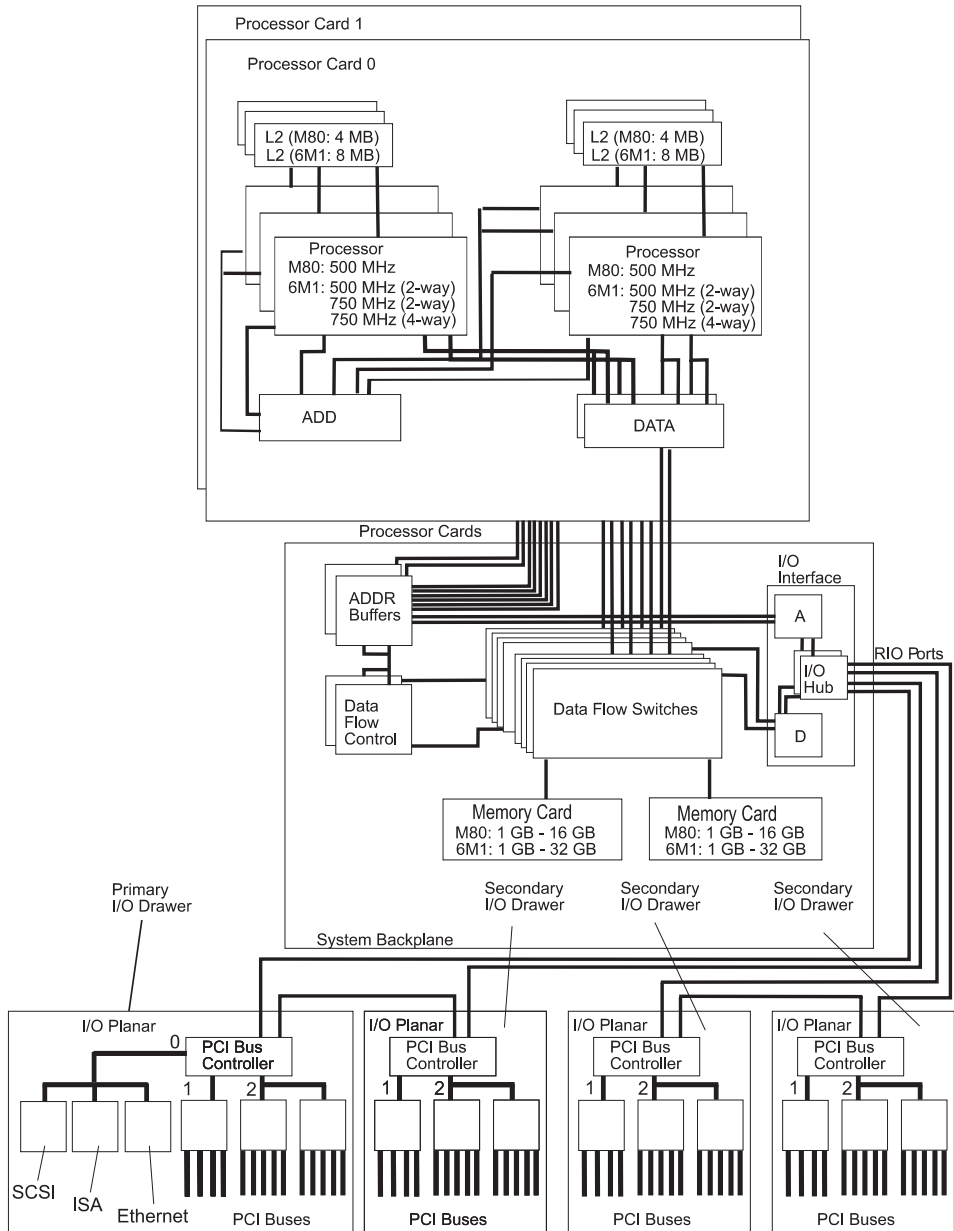 Processor Card 1
Processor Card 0
L2 (M80: 4 MB)
L2 (6M1: 8 MB)
L2 (M80: 4 MB)
L2 (6M1: 8 MB)
Processor
M80: 500 MHz
6M1: 500 MHz (2-way)
750 MHz (2-way)
750 MHz (4-way)
Processor
M80: 500 MHz
6M1: 500 MHz (2-way)
750 MHz (2-way)
750 MHz (4-way)
ADD
DATA
Processor Cards
I/O
Interface
ADDR
Buffers
A
RIO Ports
I/O
Hub
Data
Flow
Control
Data Flow Switches
D
Memory Card
M80: 1 GB - 16 GB
6M1: 1 GB - 32 GB
Memory Card
M80: 1 GB - 16 GB
6M1: 1 GB - 32 GB
Primary
I/O Drawer
Secondary
I/O Drawer
Secondary
I/O Drawer
Secondary
I/O Drawer
System Backplane
I/O Planar
0
PCI Bus
Controller
1
2
SCSI
ISA
Ethernet
PCI Buses
I/O Planar
PCI Bus
Controller
1
2
PCI Buses
I/O Planar
PCI Bus
Controller
1
2
PCI Buses
I/O Planar
PCI Bus
Controller
1
2
PCI Buses